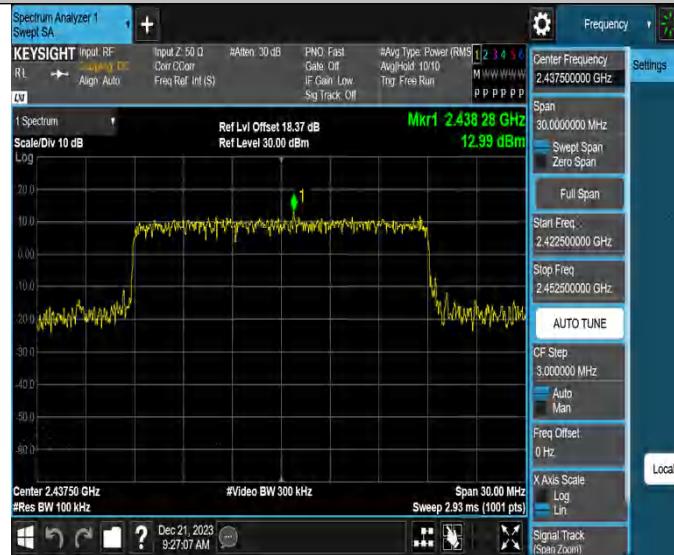 Spectrum Analyzer 1
Swept SA
Frequency
KEYSIGHT
Input: RF
Coupling: DC
Align: Auto
Input Z: 50 Ω
Corr CCorr
Freq Ref: Int (S)
#Atten: 30 dB
PNO: Fast
Gate: Off
IF Gain: Low
Sig Track: Off
#Avg Type: Power (RMS
Avg|Hold: 10/10
Trig: Free Run
1 2 3 4 5 6
M W W W W W
P P P P P P
RL
LXI
1 Spectrum
Scale/Div 10 dB
Log
Ref Lvl Offset 18.37 dB
Ref Level 30.00 dBm
Mkr1 2.438 28 GHz
12.99 dBm
1
20.0
10.0
0.00
-10.0
-20.0
-30.0
-40.0
-50.0
-60.0
Center 2.43750 GHz
#Res BW 100 kHz
#Video BW 300 kHz
Span 30.00 MHz
Sweep 2.93 ms (1001 pts)
Dec 21, 2023
9:27:07 AM
Center Frequency
2.437500000 GHz
Settings
Span
30.0000000 MHz
Swept Span
Zero Span
Full Span
Start Freq
2.422500000 GHz
Stop Freq
2.452500000 GHz
AUTO TUNE
CF Step
3.000000 MHz
Auto
Man
Freq Offset
0 Hz
X Axis Scale
Log
Lin
Local
Signal Track
(Span Zoom)